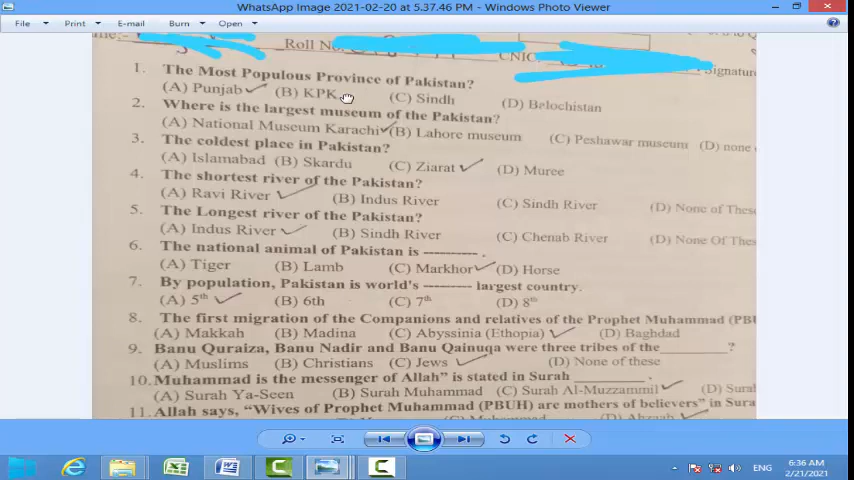 WhatsApp Image 2021-02-20 at 5.37.46 PM - Windows Photo Viewer
File Print E-mail Burn Open
Roll No. CNIC Signature
1. The Most Populous Province of Pakistan?
(A) Punjab (B) KPK (C) Sindh (D) Belochistan
2. Where is the largest museum of the Pakistan?
(A) National Museum Karachi (B) Lahore museum (C) Peshawar museum (D) none
3. The coldest place in Pakistan?
(A) Islamabad (B) Skardu (C) Ziarat (D) Muree
4. The shortest river of the Pakistan?
(A) Ravi River (B) Indus River (C) Sindh River (D) None of These
5. The Longest river of the Pakistan?
(A) Indus River (B) Sindh River (C) Chenab River (D) None Of These
6. The national animal of Pakistan is ---------- .
(A) Tiger (B) Lamb (C) Markhor (D) Horse
7. By population, Pakistan is world's --------- largest country.
(A) 5th (B) 6th (C) 7th (D) 8th
8. The first migration of the Companions and relatives of the Prophet Muhammad (PBU
(A) Makkah (B) Madina (C) Abyssinia (Ethopia) (D) Baghdad
9. Banu Quraiza, Banu Nadir and Banu Qainuqa were three tribes of the __________?
(A) Muslims (B) Christians (C) Jews (D) None of these
10. Muhammad is the messenger of Allah" is stated in Surah __________ .
(A) Surah Ya-Seen (B) Surah Muhammad (C) Surah Al-Muzzammil (D) Sura
11. Allah says, "Wives of Prophet Muhammad (PBUH) are mothers of believers" in Sura
(C) Muhammad (D) Ahzaab
ENG
6:36 AM
2/21/2021